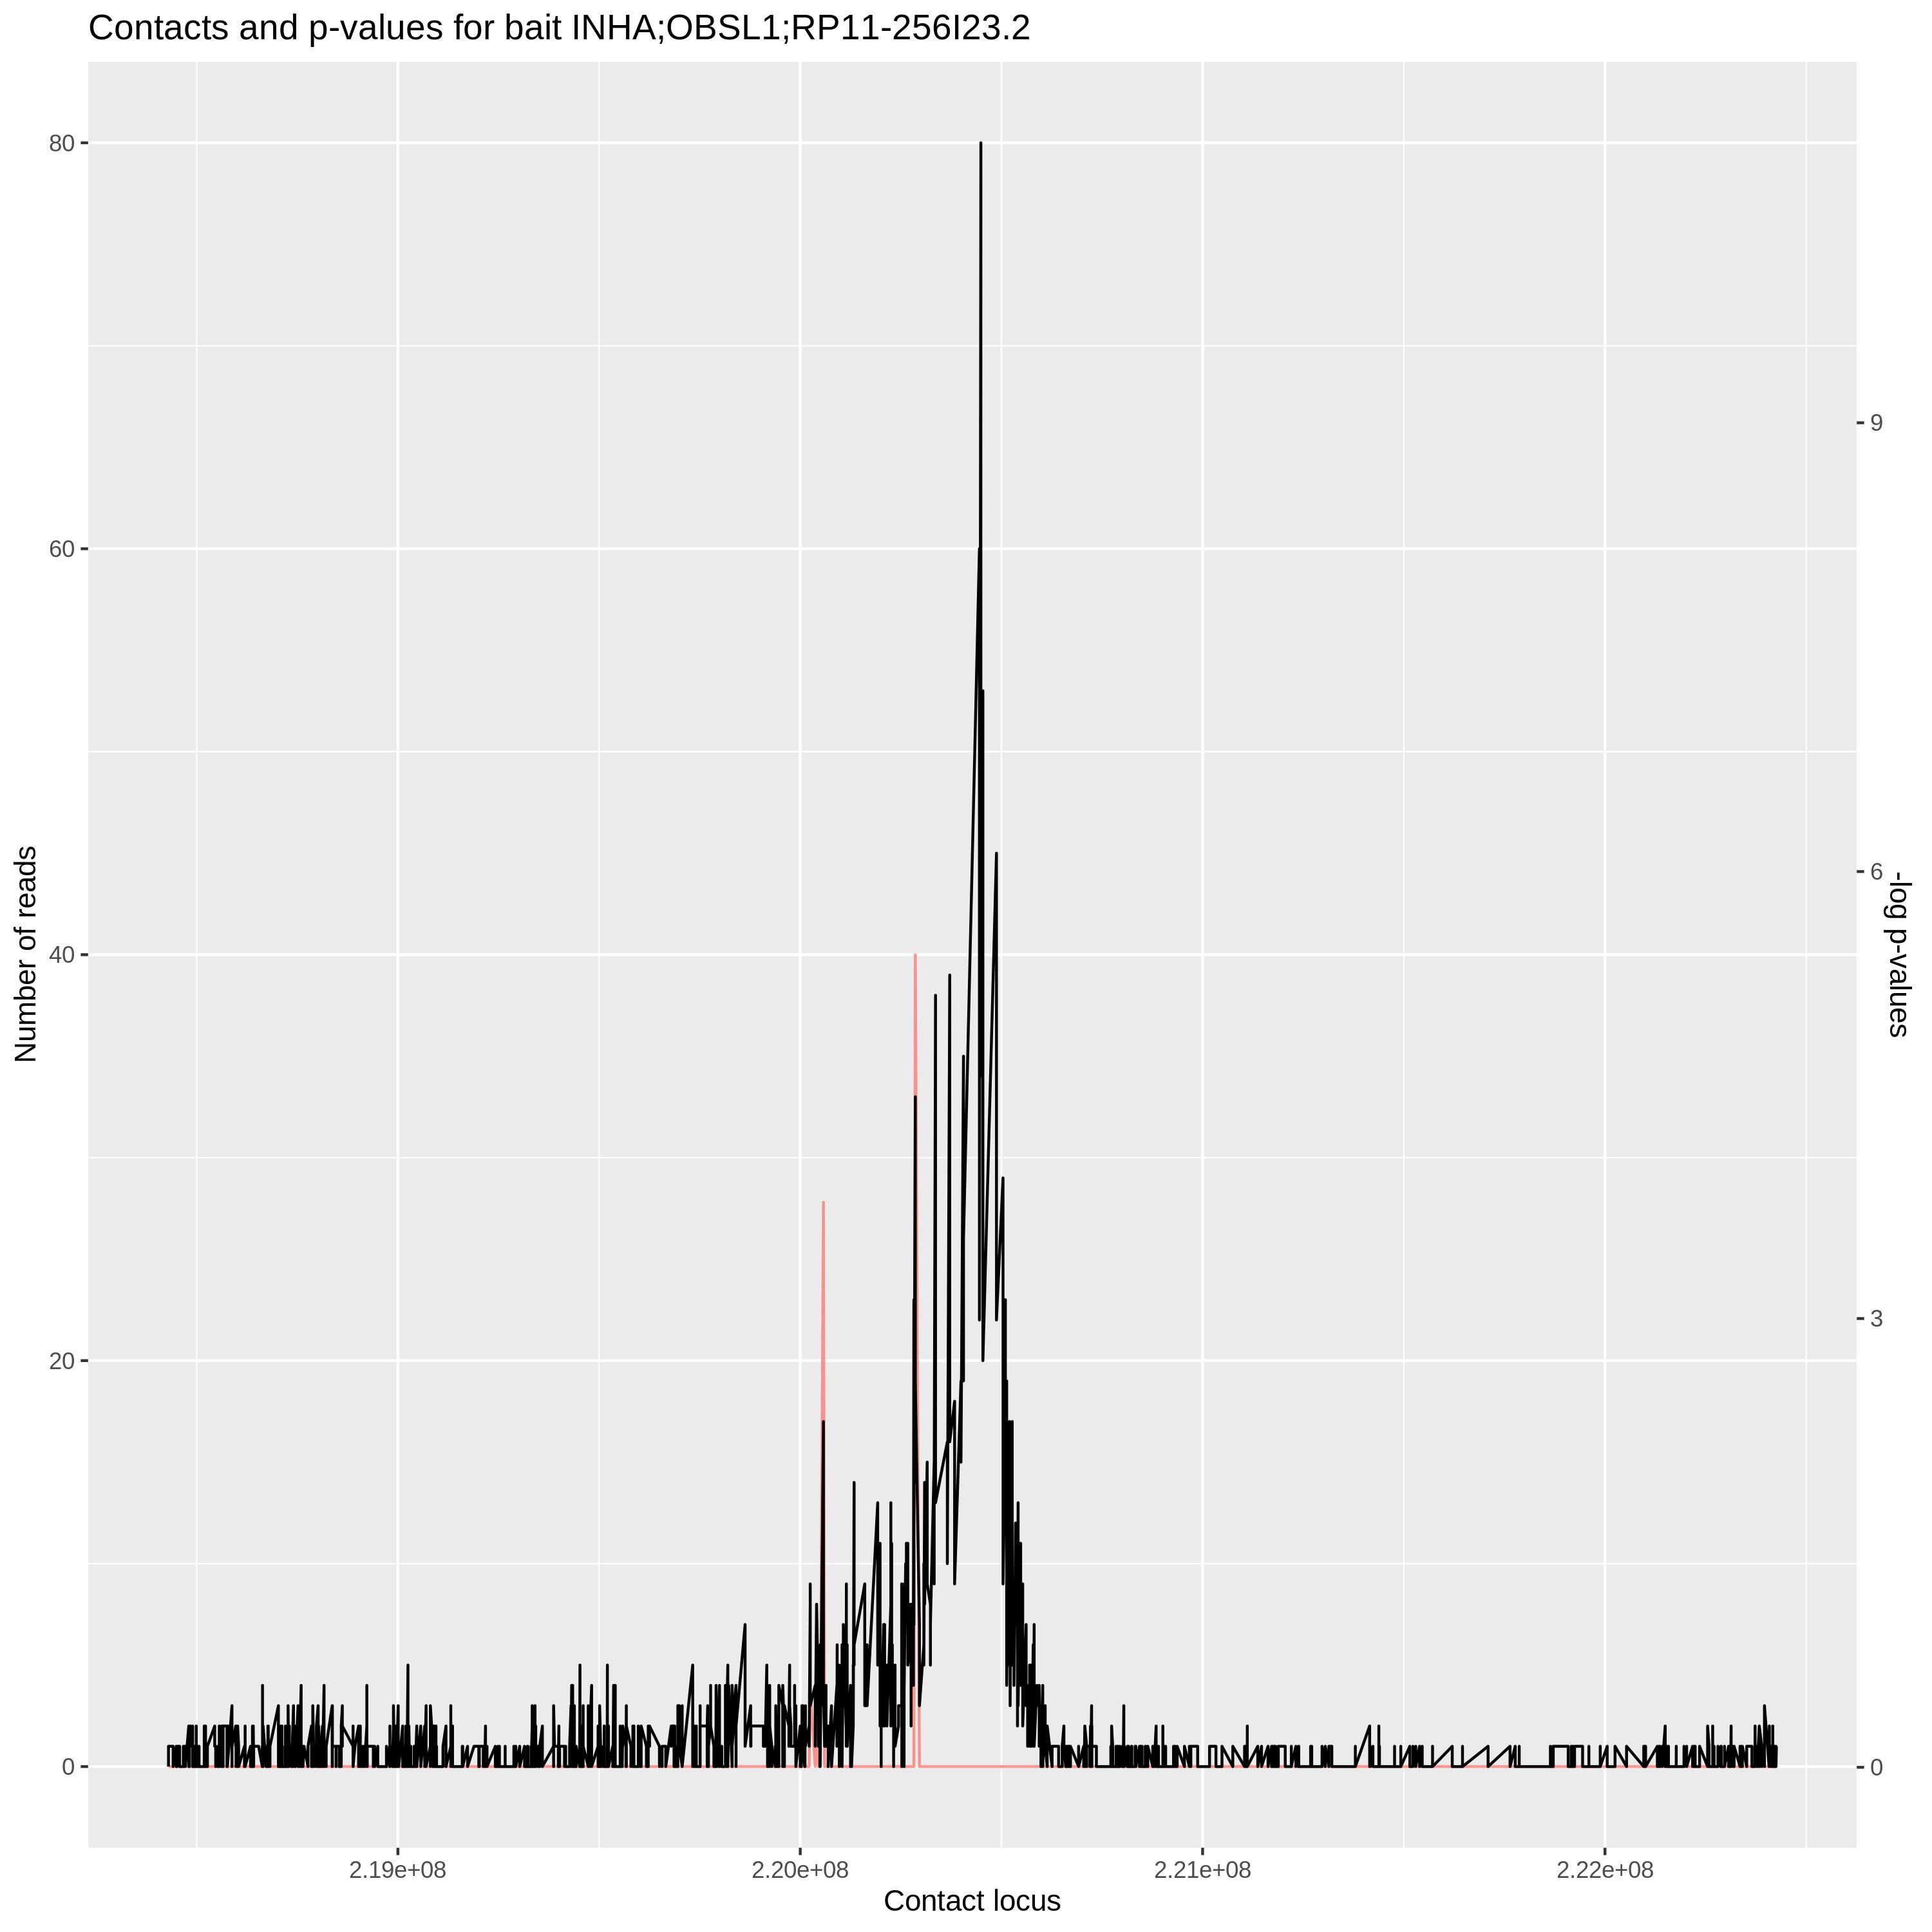 Contacts and p-values for bait INHA;OBSL1;RP11-256I23.2
80
60
40
20
0
Number of reads
9
6
3
0
-log p-values
2.19e+08
2.20e+08
2.21e+08
2.22e+08
Contact locus